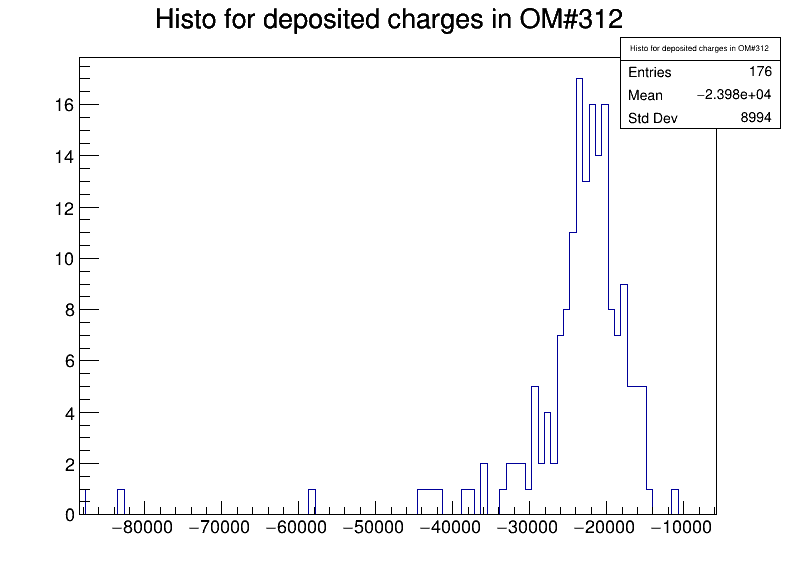 Histo for deposited charges in OM#312
Histo for deposited charges in OM#312
Entries 176
Mean −2.398e+04
Std Dev 8994
16
14
12
10
8
6
4
2
0
−80000 −70000 −60000 −50000 −40000 −30000 −20000 −10000